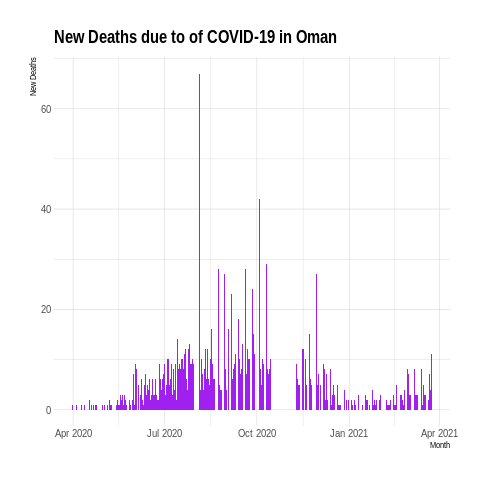 New Deaths due to of COVID-19 in Oman
New Deaths
60
40
20
0
Apr 2020 Jul 2020 Oct 2020 Jan 2021 Apr 2021
Month